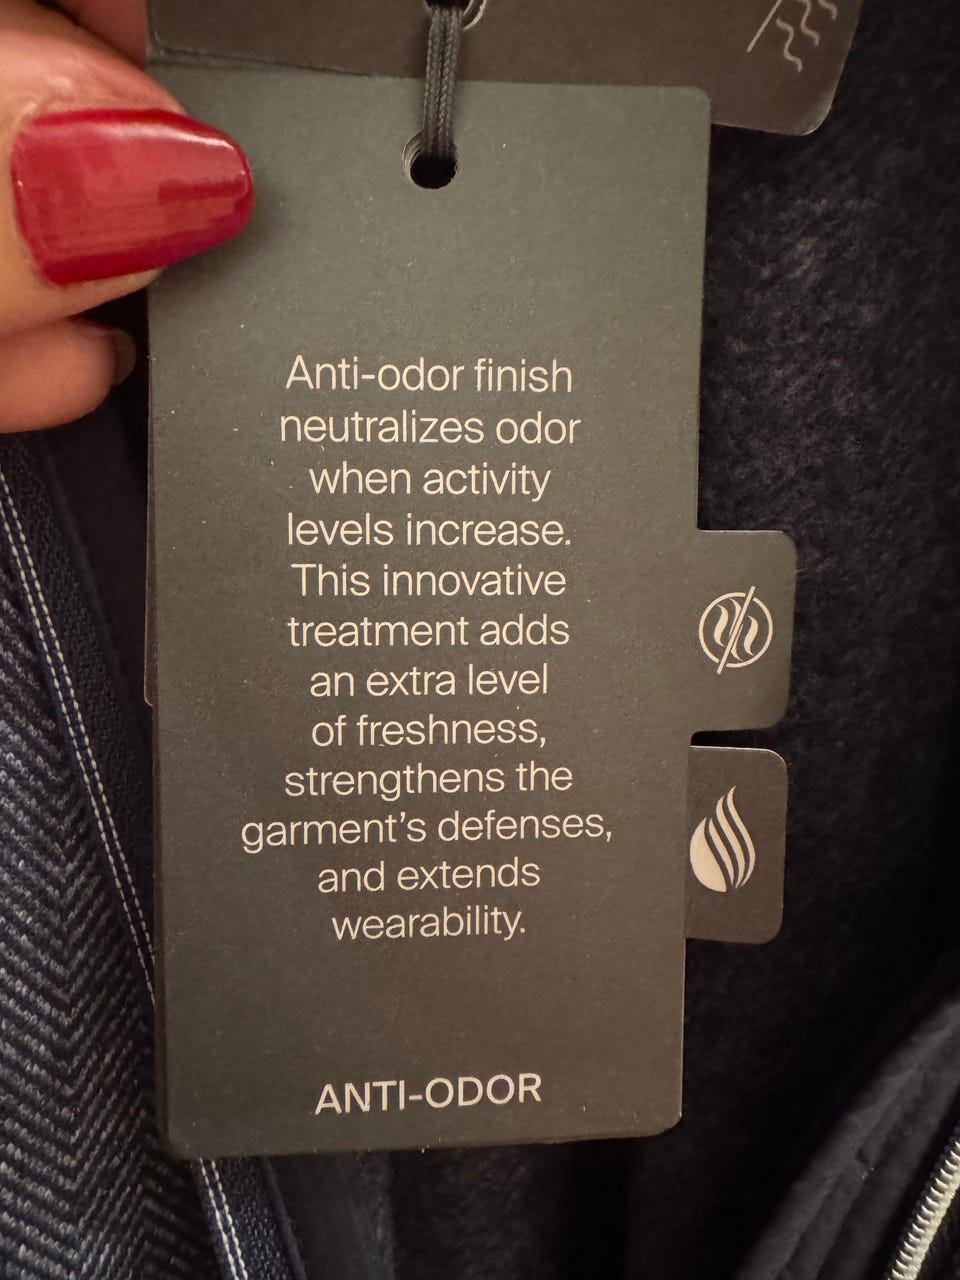 Anti-odor finish
neutralizes odor
when activity
levels increase.
This innovative
treatment adds
an extra level
of freshness,
strengthens the
garment’s defenses,
and extends
wearability.
ANTI-ODOR